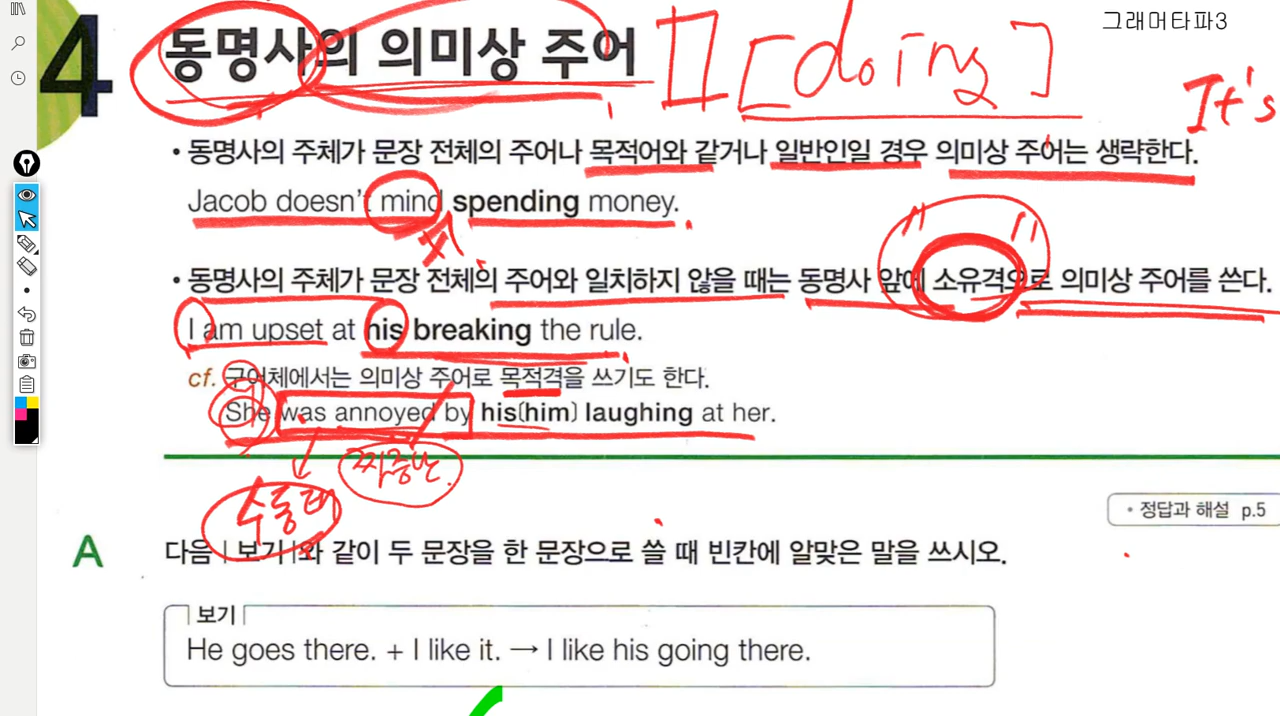 그래머타파3
4 동명사의 의미상 주어 [doing]
It's
• 동명사의 주체가 문장 전체의 주어나 목적어와 같거나 일반인일 경우 의미상 주어는 생략한다.
Jacob doesn't mind spending money.
• 동명사의 주체가 문장 전체의 주어와 일치하지 않을 때는 동명사 앞에 소유격으로 의미상 주어를 쓴다.
I am upset at his breaking the rule.
cf. 구어체에서는 의미상 주어로 목적격을 쓰기도 한다.
She was annoyed by his(him) laughing at her.
짜증난
수동태
• 정답과 해설 p.5
A 다음 |보기|와 같이 두 문장을 한 문장으로 쓸 때 빈칸에 알맞은 말을 쓰시오.
보기
He goes there. + I like it. → I like his going there.